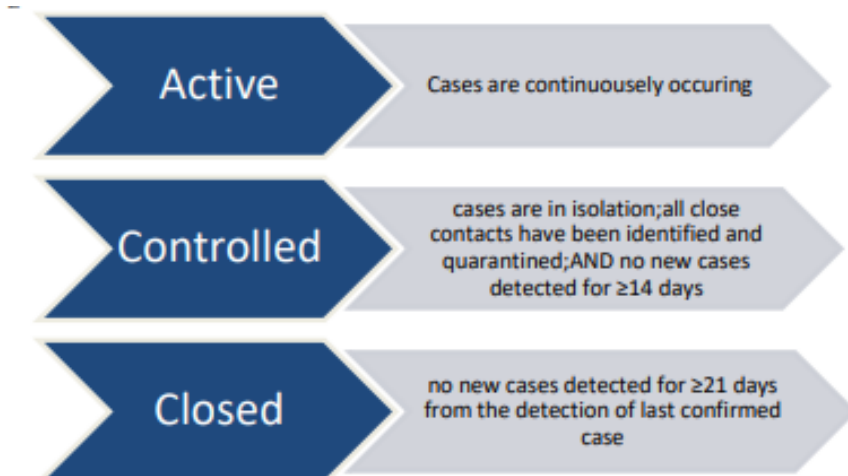 Active
Cases are continuousely occuring
Controlled
cases are in isolation;all close
contacts have been identified and
quarantined;AND no new cases
detected for ≥14 days
Closed
no new cases detected for ≥21 days
from the detection of last confirmed
case